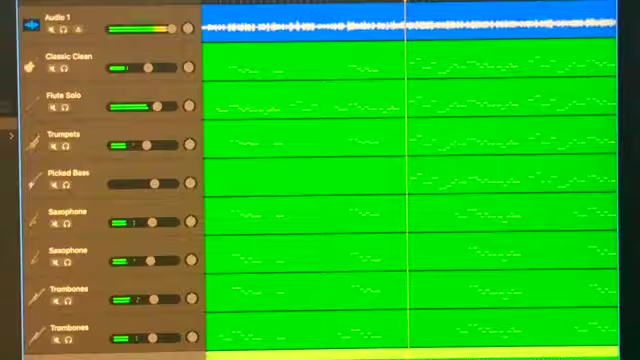 Audio 1
Classic Clean
Flute Solo
Trumpets
Picked Bass
Saxophone
Saxophone
Trombones
Trombones